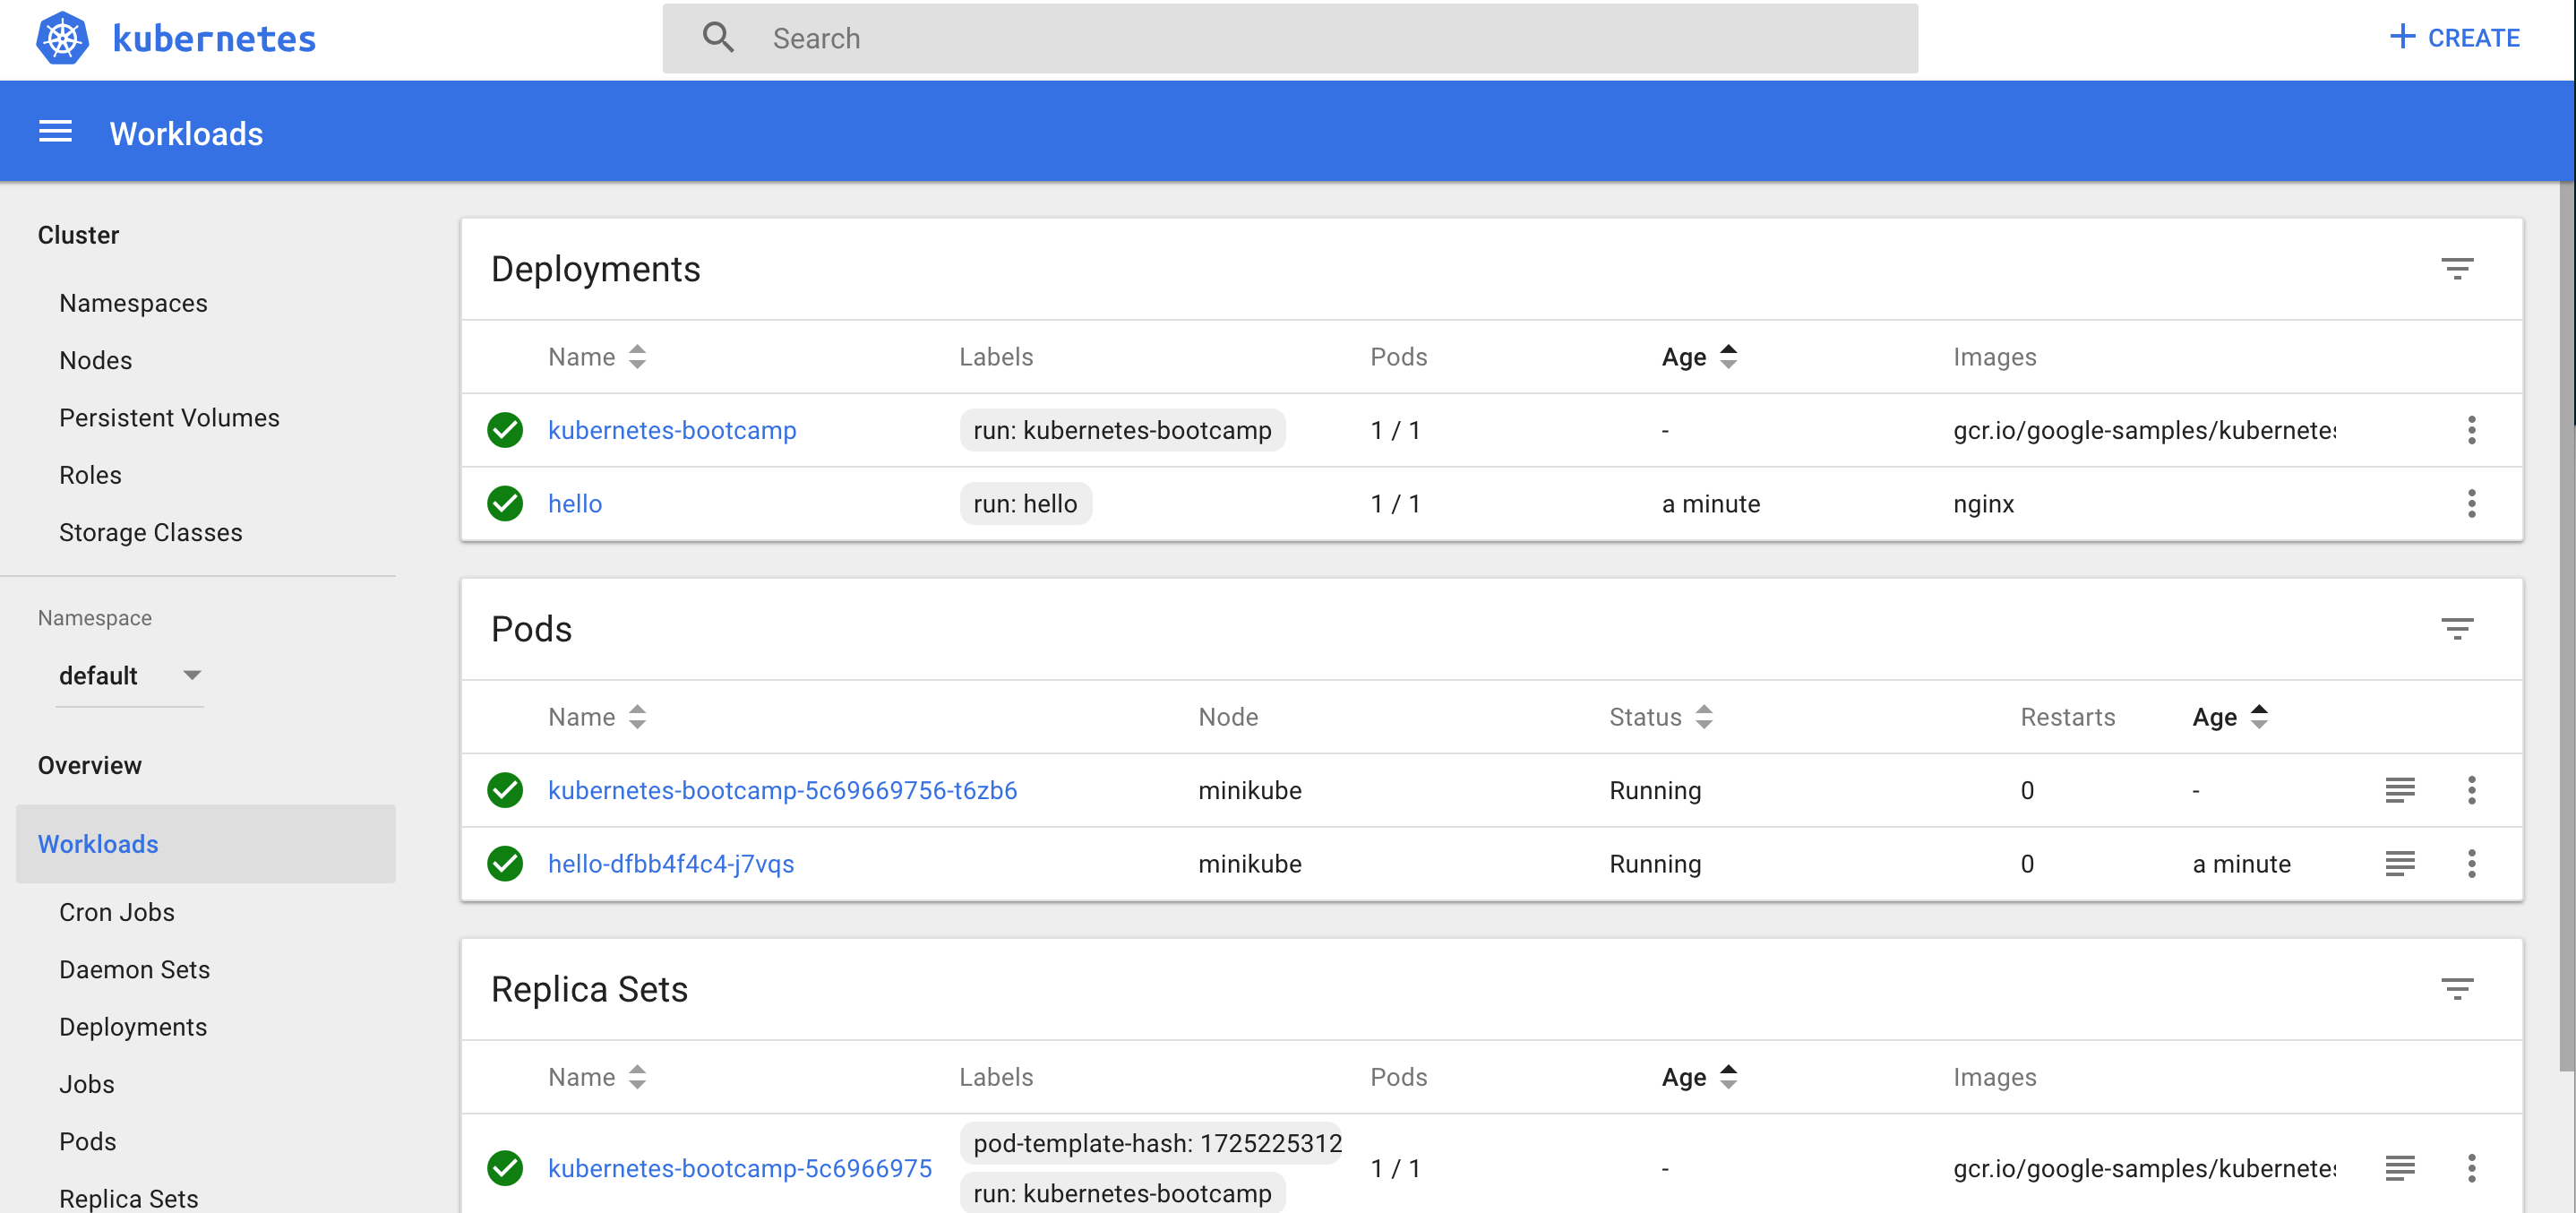 kubernetes
Search
CREATE
Workloads
Cluster
Namespaces
Nodes
Persistent Volumes
Roles
Storage Classes
Namespace
default
Overview
Workloads
Cron Jobs
Daemon Sets
Deployments
Jobs
Pods
Replica Sets
Deployments
Name Labels Pods Age Images
kubernetes-bootcamp run: kubernetes-bootcamp 1 / 1 - gcr.io/google-samples/kubernetes
hello run: hello 1 / 1 a minute nginx
Pods
Name Node Status Restarts Age
kubernetes-bootcamp-5c69669756-t6zb6 minikube Running 0 -
hello-dfbb4f4c4-j7vqs minikube Running 0 a minute
Replica Sets
Name Labels Pods Age Images
pod-template-hash: 1725225312
kubernetes-bootcamp-5c6966975 1 / 1 - gcr.io/google-samples/kubernetes
run: kubernetes-bootcamp